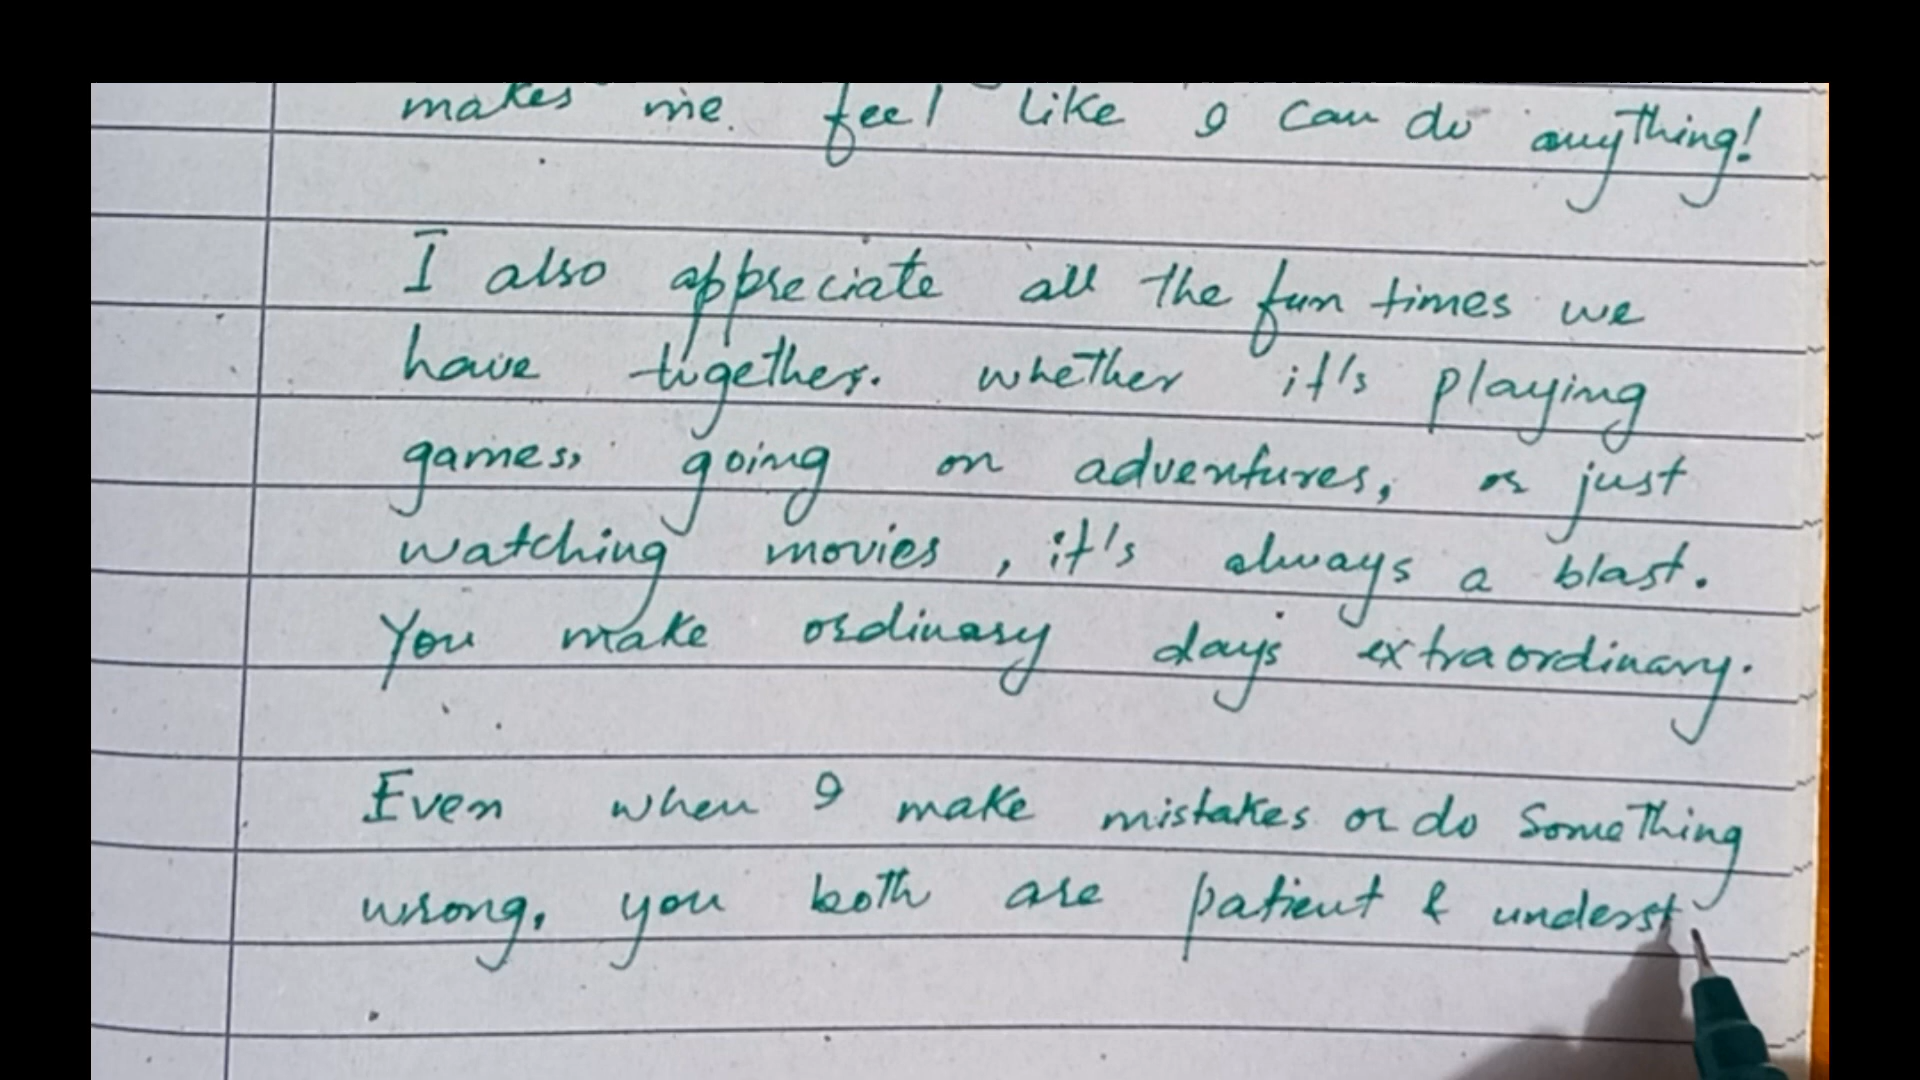 makes me feel like I can do anything!
I also appreciate all the fun times we
have together. whether it's playing
games, going on adventures, or just
watching movies, it's always a blast.
You make ordinary days extraordinary.
Even when I make mistakes or do something
wrong, you both are patient & underst